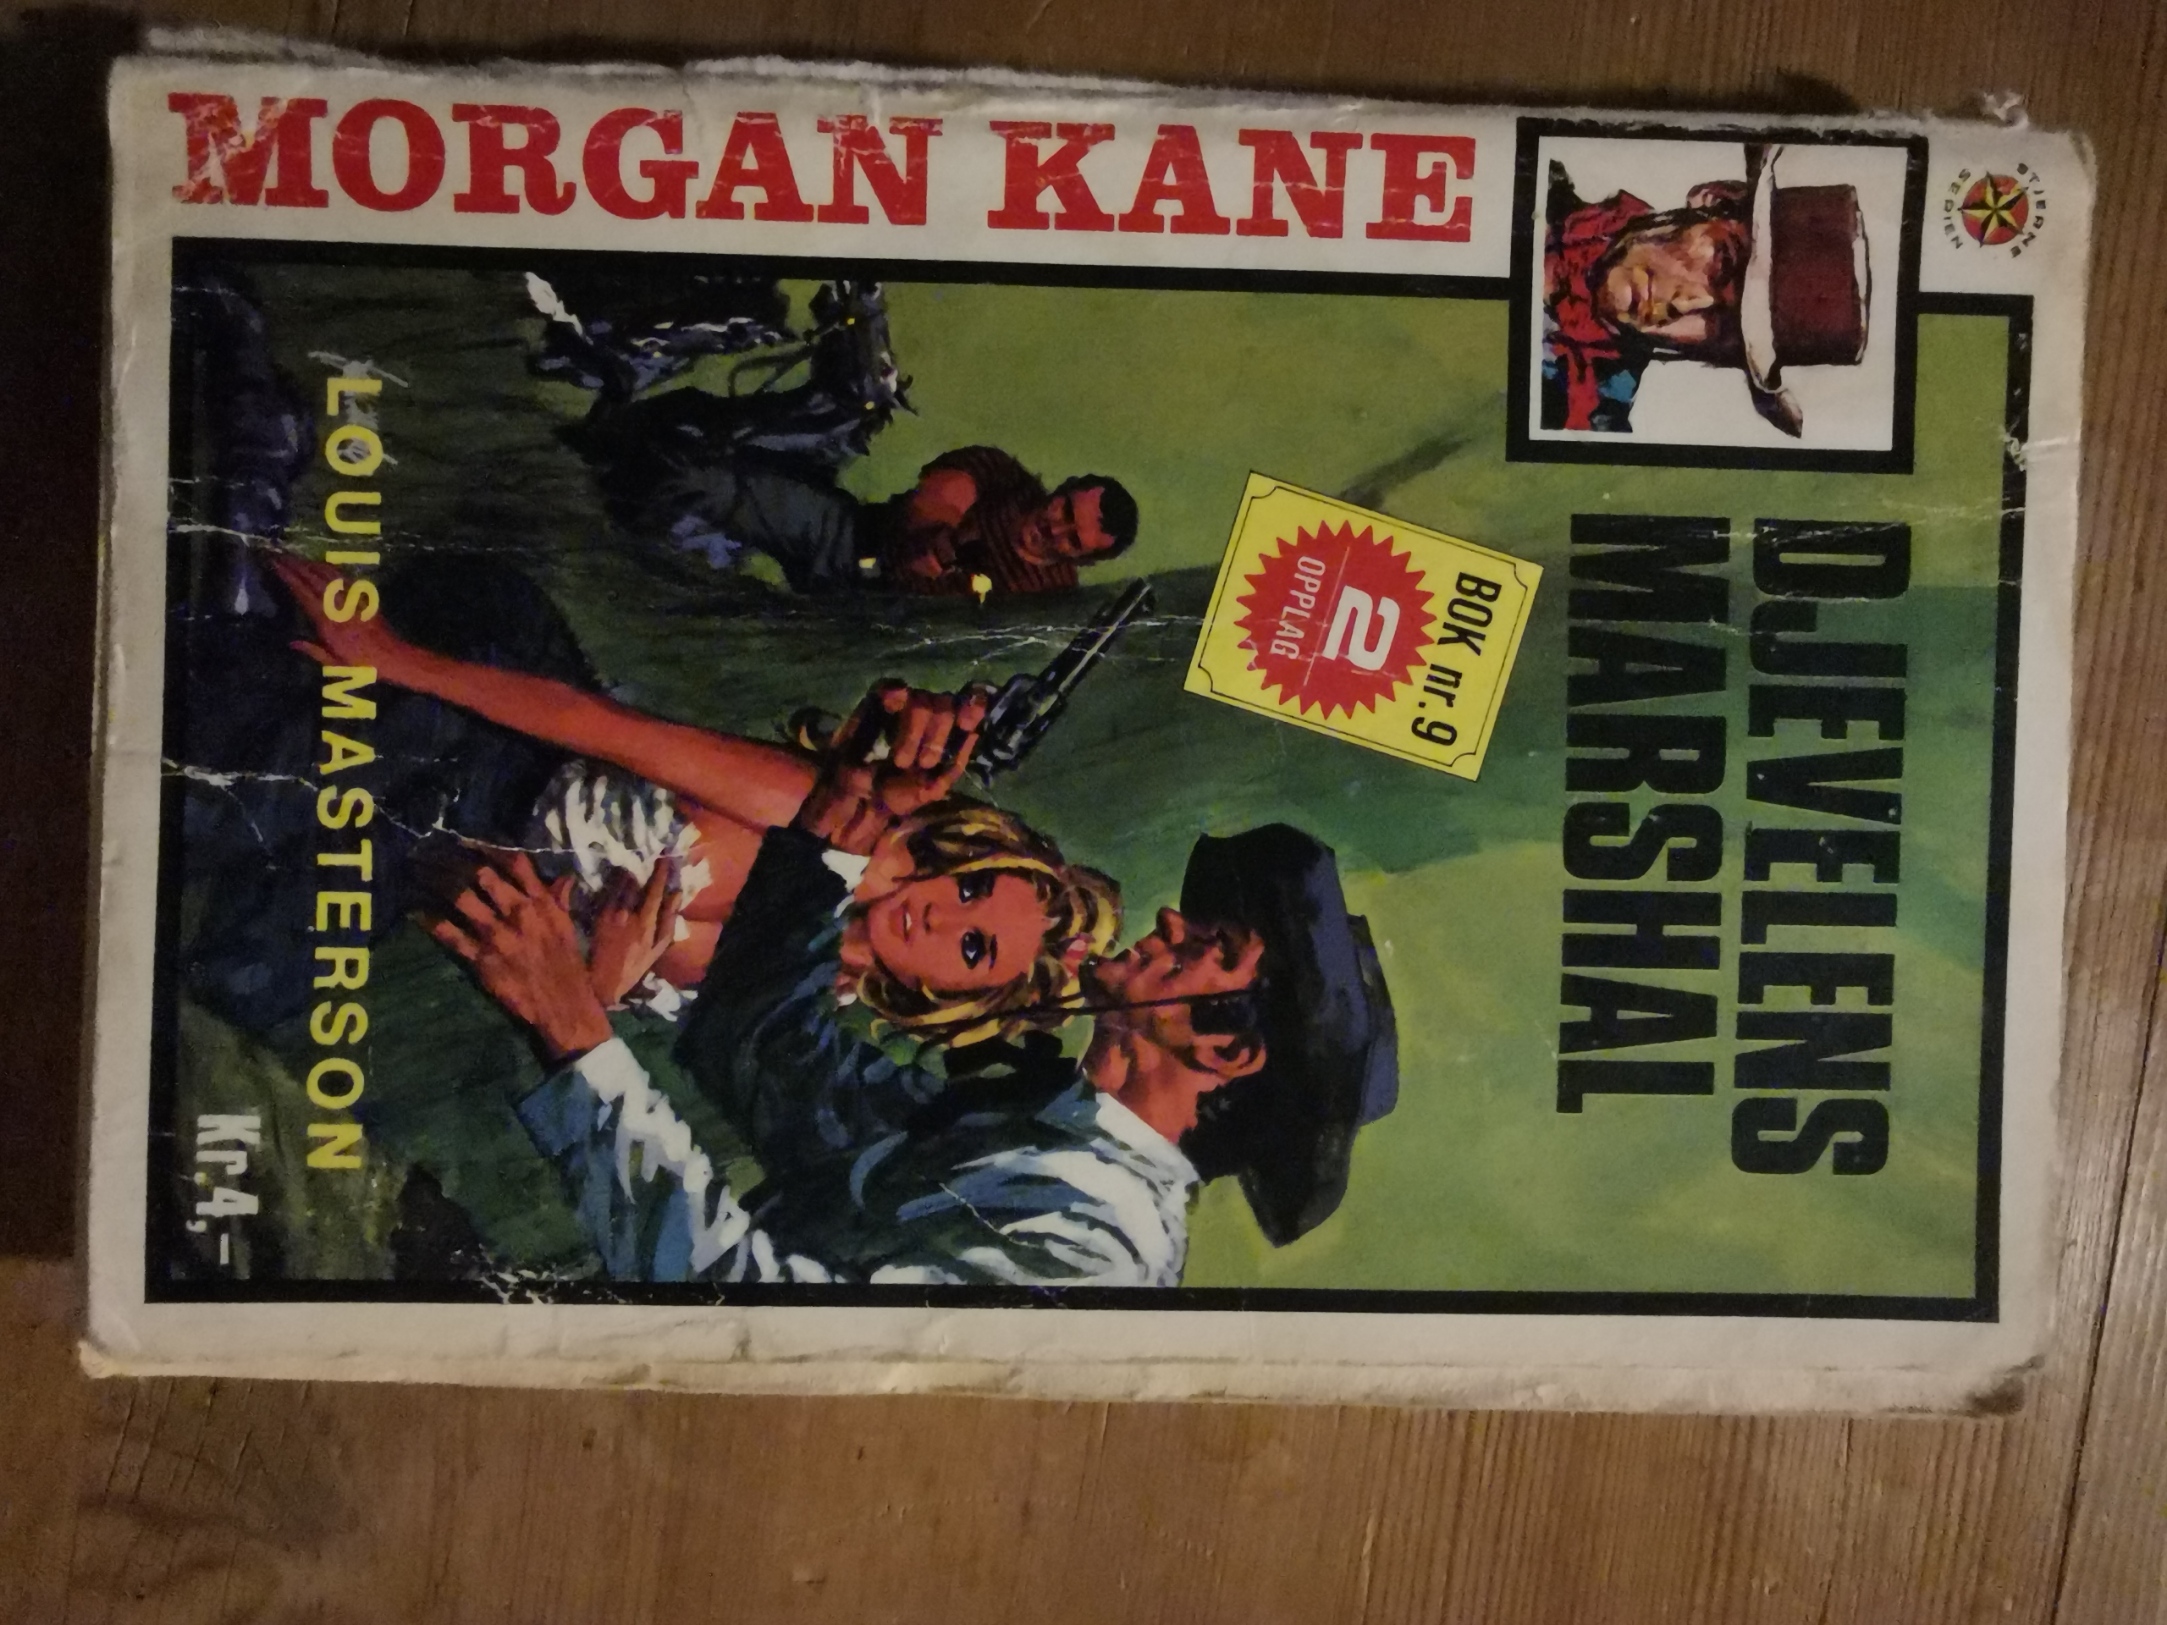 STJERNE
SERIEN
MORGAN KANE
DJEVELENS
MARSHAL
BOK nr.9
2
OPPLAG
LOUIS MASTERSON
Kr.4,-